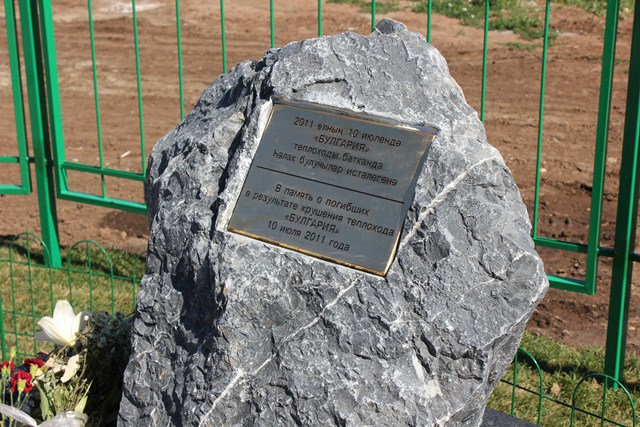 2011 елның 10 июлендә
«БУЛГАРИЯ»
теплоходы батканда
һәлак булучылар истәлегенә
В память о погибших
в результате крушения теплохода
«БУЛГАРИЯ»
10 июля 2011 года